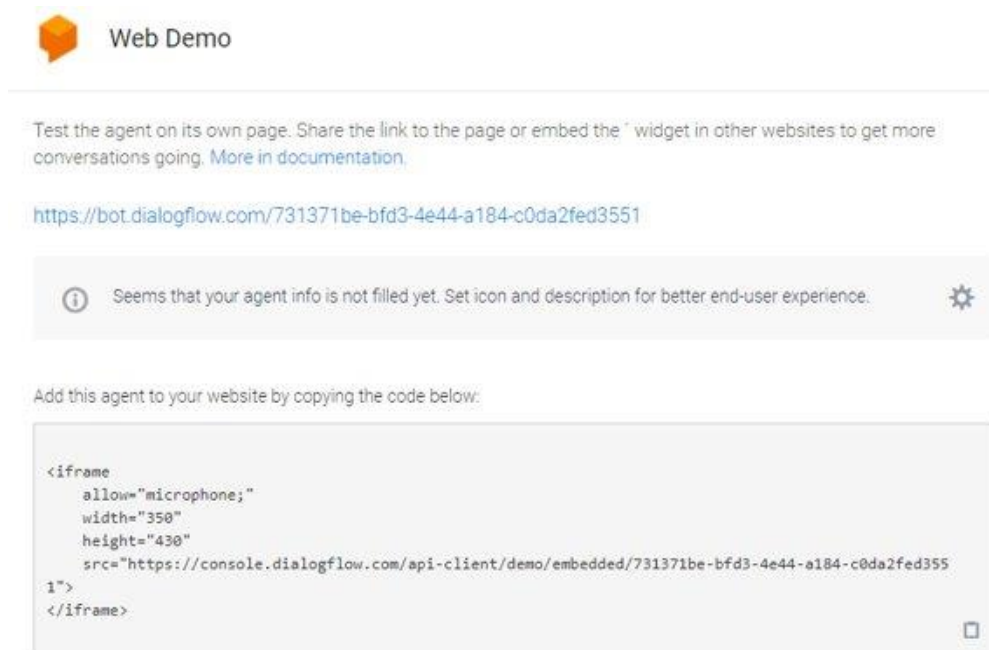 Web Demo
Test the agent on its own page. Share the link to the page or embed the ` widget in other websites to get more
conversations going. More in documentation.
https://bot.dialogflow.com/731371be-bfd3-4e44-a184-c0da2fed3551
Seems that your agent info is not filled yet. Set icon and description for better end-user experience.
Add this agent to your website by copying the code below:
<iframe
    allow="microphone;"
    width="350"
    height="430"
    src="https://console.dialogflow.com/api-client/demo/embedded/731371be-bfd3-4e44-a184-c0da2fed355
1">
</iframe>